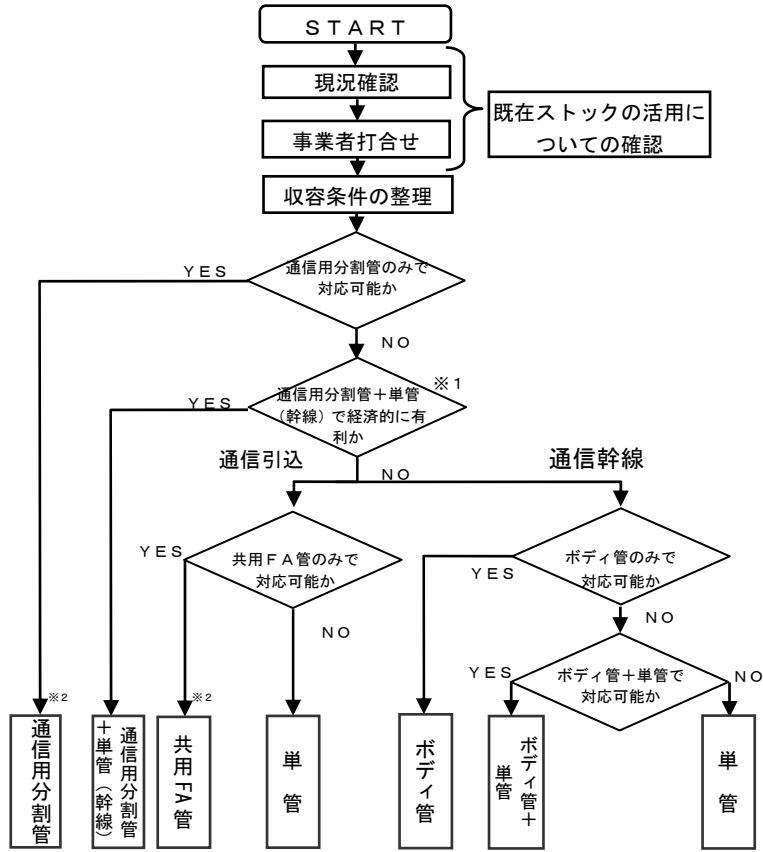 ＳＴＡＲＴ
現況確認
事業者打合せ
既在ストックの活用に
ついての確認
収容条件の整理
通信用分割管のみで
対応可能か
ＹＥＳ
ＮＯ
※１
通信用分割管＋単管
（幹線）で経済的に有
利か
ＹＥＳ
ＮＯ
通信引込
通信幹線
共用ＦＡ管のみで
対応可能か
ＹＥＳ
ＮＯ
ボディ管のみで
対応可能か
ＹＥＳ
ＮＯ
ボディ管＋単管で
対応可能か
ＹＥＳ
ＮＯ
※2
通信用分割管
通信用分割管
＋単管（幹線）
※2
共用 FA 管
単管
ボディ管
ボディ管＋
単管
単管